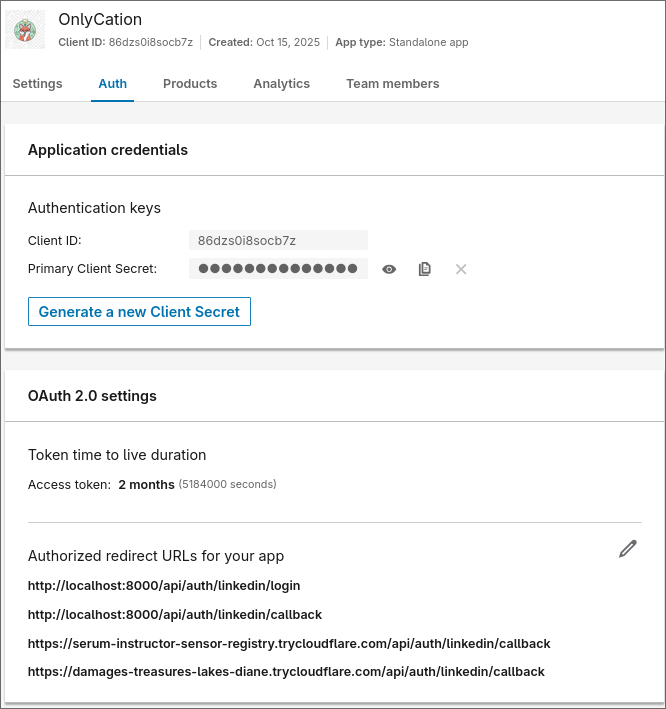 OnlyCation
Client ID: 86dzs0i8socb7z Created: Oct 15, 2025 App type: Standalone app
Settings Auth Products Analytics Team members
Application credentials
Authentication keys
Client ID: 86dzs0i8socb7z
Primary Client Secret: ●●●●●●●●●●●●●●
Generate a new Client Secret
OAuth 2.0 settings
Token time to live duration
Access token: 2 months (5184000 seconds)
Authorized redirect URLs for your app
http://localhost:8000/api/auth/linkedin/login
http://localhost:8000/api/auth/linkedin/callback
https://serum-instructor-sensor-registry.trycloudflare.com/api/auth/linkedin/callback
https://damages-treasures-lakes-diane.trycloudflare.com/api/auth/linkedin/callback